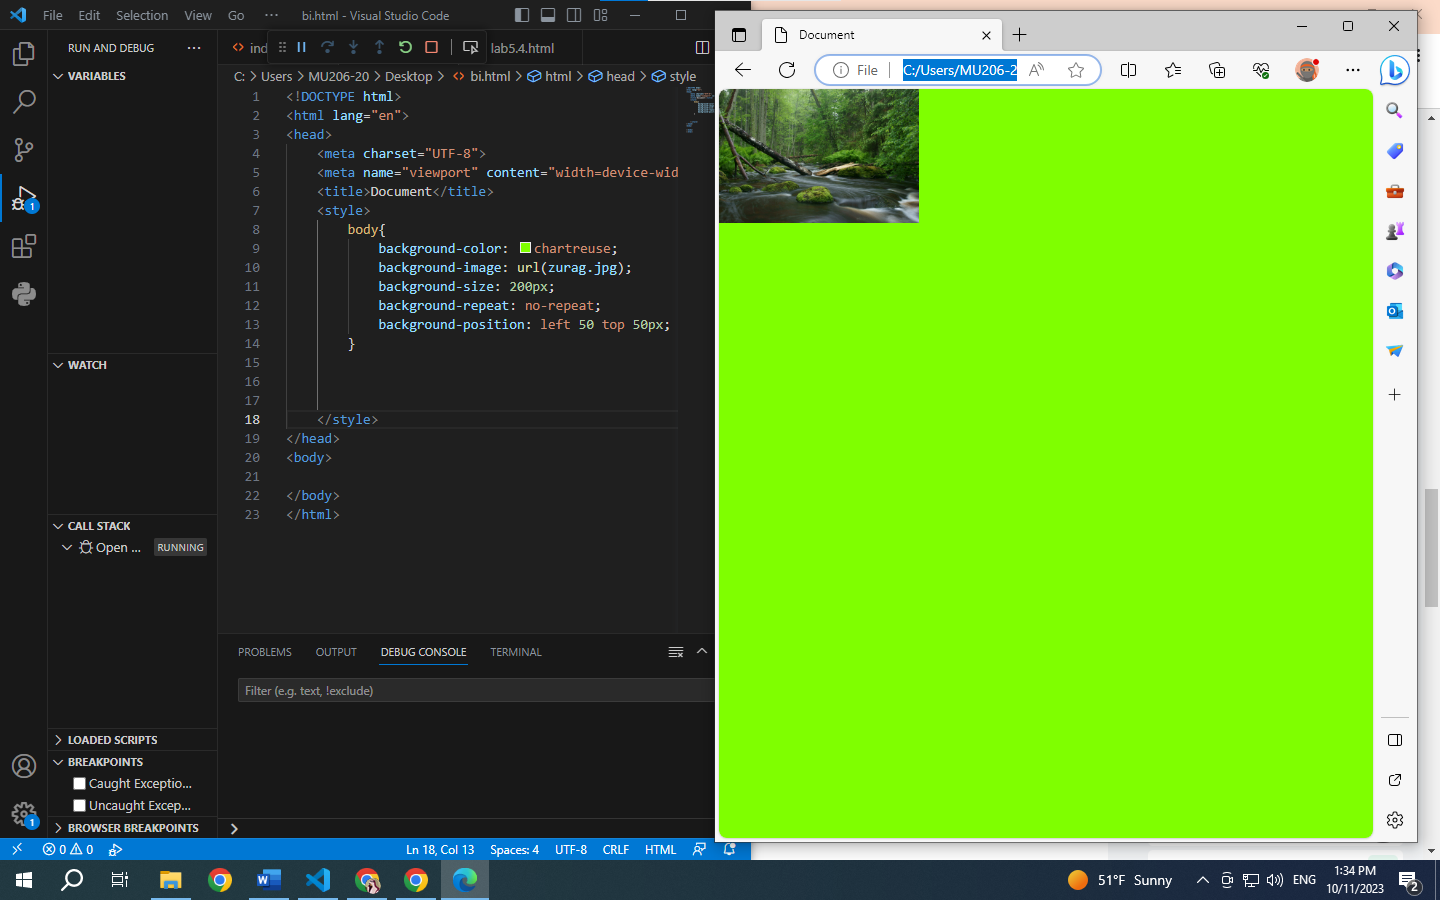 File Edit Selection View Go ··· bi.html - Visual Studio Code
RUN AND DEBUG ···
VARIABLES
WATCH
CALL STACK
Open ... RUNNING
LOADED SCRIPTS
BREAKPOINTS
Caught Exceptio...
Uncaught Excep...
BROWSER BREAKPOINTS
ind lab5.4.html
C: > Users > MU206-20 > Desktop > bi.html > html > head > style
1 <!DOCTYPE html>
2 <html lang="en">
3 <head>
4 <meta charset="UTF-8">
5 <meta name="viewport" content="width=device-wid
6 <title>Document</title>
7 <style>
8 body{
9 background-color: chartreuse;
10 background-image: url(zurag.jpg);
11 background-size: 200px;
12 background-repeat: no-repeat;
13 background-position: left 50 top 50px;
14 }
15
16
17
18 </style>
19 </head>
20 <body>
21
22 </body>
23 </html>
PROBLEMS OUTPUT DEBUG CONSOLE TERMINAL
Filter (e.g. text, !exclude)
0 0 Ln 18, Col 13 Spaces: 4 UTF-8 CRLF HTML
1
1
Document
File C:/Users/MU206-2
51°F Sunny ENG 1:34 PM
10/11/2023
2